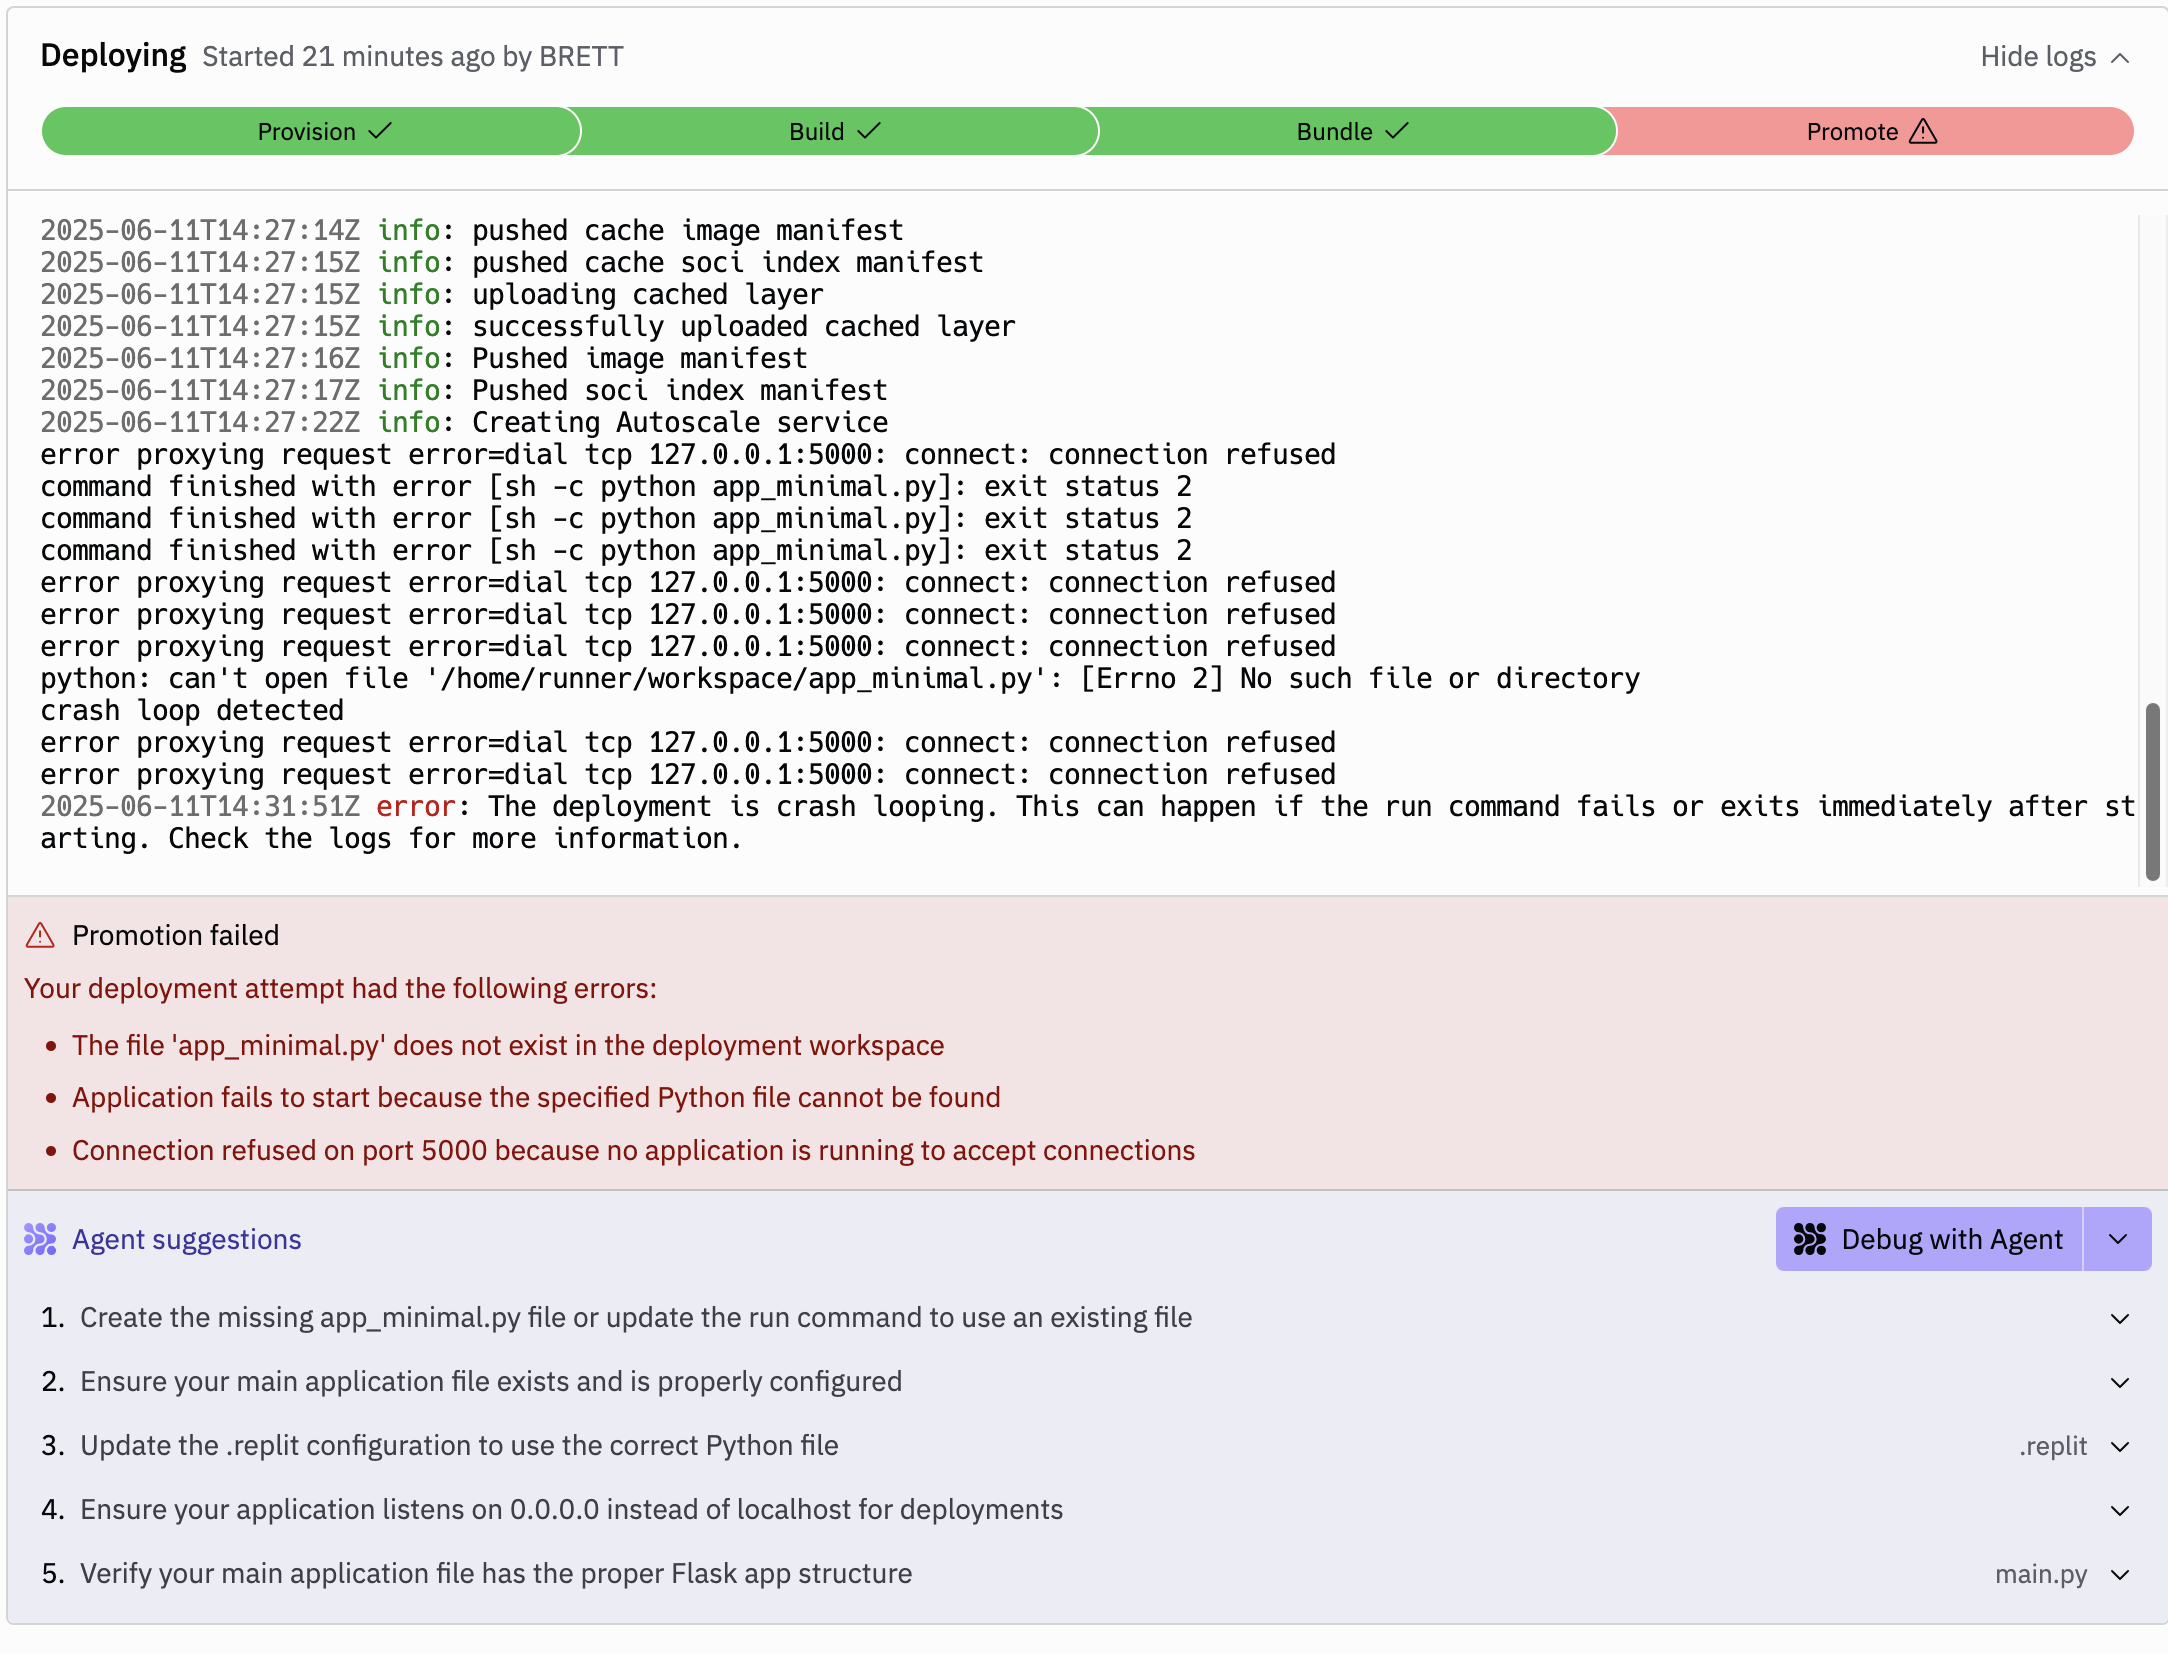 Deploying Started 21 minutes ago by BRETT
Hide logs
Provision
Build
Bundle
Promote
2025-06-11T14:27:14Z info: pushed cache image manifest
2025-06-11T14:27:15Z info: pushed cache soci index manifest
2025-06-11T14:27:15Z info: uploading cached layer
2025-06-11T14:27:15Z info: successfully uploaded cached layer
2025-06-11T14:27:16Z info: Pushed image manifest
2025-06-11T14:27:17Z info: Pushed soci index manifest
2025-06-11T14:27:22Z info: Creating Autoscale service
error proxying request error=dial tcp 127.0.0.1:5000: connect: connection refused
command finished with error [sh -c python app_minimal.py]: exit status 2
command finished with error [sh -c python app_minimal.py]: exit status 2
command finished with error [sh -c python app_minimal.py]: exit status 2
error proxying request error=dial tcp 127.0.0.1:5000: connect: connection refused
error proxying request error=dial tcp 127.0.0.1:5000: connect: connection refused
error proxying request error=dial tcp 127.0.0.1:5000: connect: connection refused
python: can't open file '/home/runner/workspace/app_minimal.py': [Errno 2] No such file or directory
crash loop detected
error proxying request error=dial tcp 127.0.0.1:5000: connect: connection refused
error proxying request error=dial tcp 127.0.0.1:5000: connect: connection refused
2025-06-11T14:31:51Z error: The deployment is crash looping. This can happen if the run command fails or exits immediately after st
arting. Check the logs for more information.
Promotion failed
Your deployment attempt had the following errors:
• The file 'app_minimal.py' does not exist in the deployment workspace
• Application fails to start because the specified Python file cannot be found
• Connection refused on port 5000 because no application is running to accept connections
Agent suggestions
Debug with Agent
1. Create the missing app_minimal.py file or update the run command to use an existing file
2. Ensure your main application file exists and is properly configured
3. Update the .replit configuration to use the correct Python file .replit
4. Ensure your application listens on 0.0.0.0 instead of localhost for deployments
5. Verify your main application file has the proper Flask app structure main.py